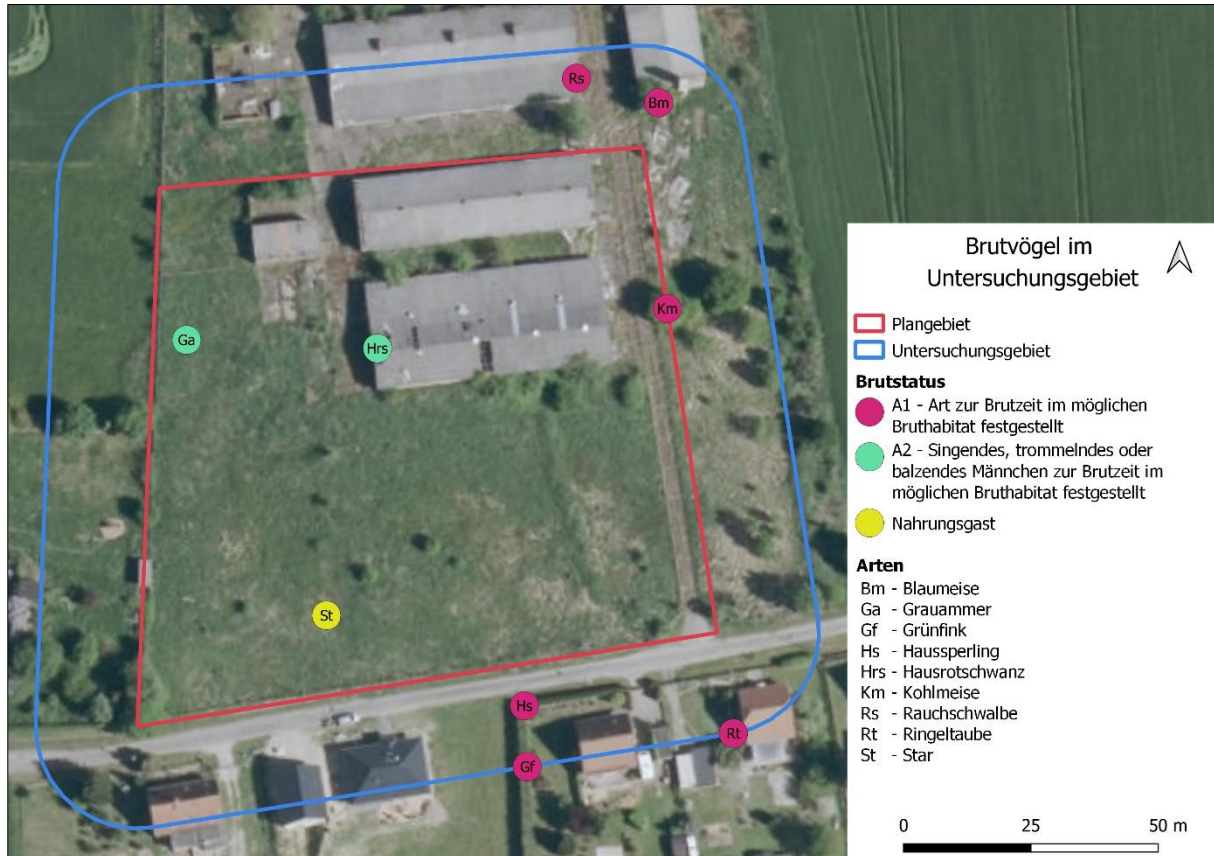 Rs
Bm
Km
Ga
Hrs
St
Hs
Rt
Gf
Brutvögel im
Untersuchungsgebiet
Plangebiet
Untersuchungsgebiet
Brutstatus
A1 - Art zur Brutzeit im möglichen
Bruthabitat festgestellt
A2 - Singendes, trommelndes oder
balzendes Männchen zur Brutzeit im
möglichen Bruthabitat festgestellt
Nahrungsgast
Arten
Bm - Blaumeise
Ga - Grauammer
Gf - Grünfink
Hs - Haussperling
Hrs - Hausrotschwanz
Km - Kohlmeise
Rs - Rauchschwalbe
Rt - Ringeltaube
St - Star
0 25 50 m